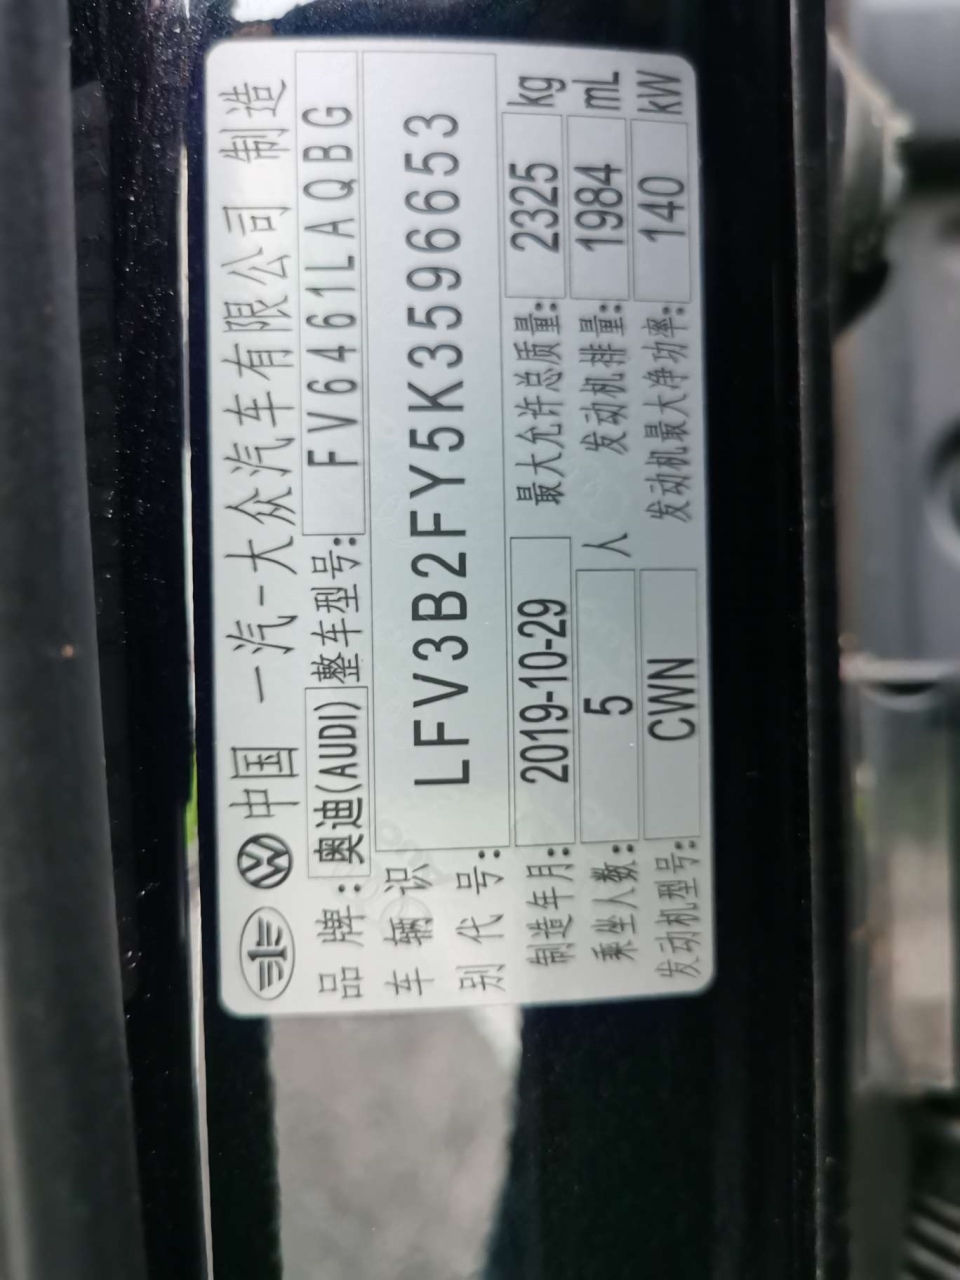 中国 一汽-大众汽车有限公司 制造
品牌:奥迪(AUDI) 整车型号:FV6461LAQBG
车辆识别代号: LFV3B2FY5K3596653
制造年月:2019-10-29 最大允许总质量:2325 kg
乘坐人数:5 人 发动机排量:1984 mL
发动机型号:CWN 发动机最大净功率:140 kW